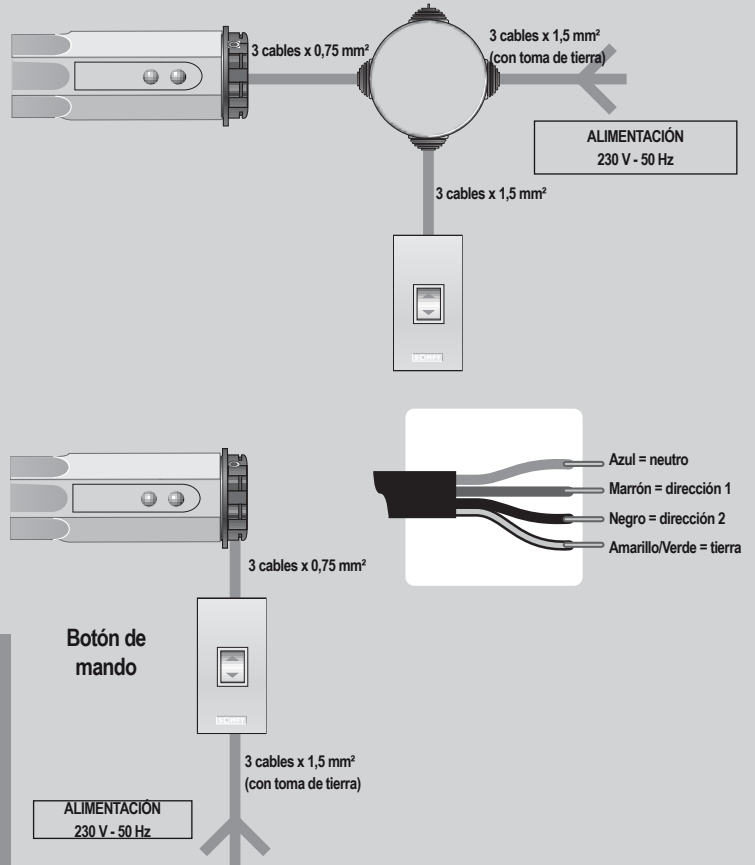 3 cables x 0,75 mm²
3 cables x 1,5 mm²
(con toma de tierra)
ALIMENTACIÓN
230 V - 50 Hz
3 cables x 1,5 mm²
Azul = neutro
Marrón = dirección 1
Negro = dirección 2
Amarillo/Verde = tierra
3 cables x 0,75 mm²
Botón de
mando
3 cables x 1,5 mm²
(con toma de tierra)
ALIMENTACIÓN
230 V - 50 Hz